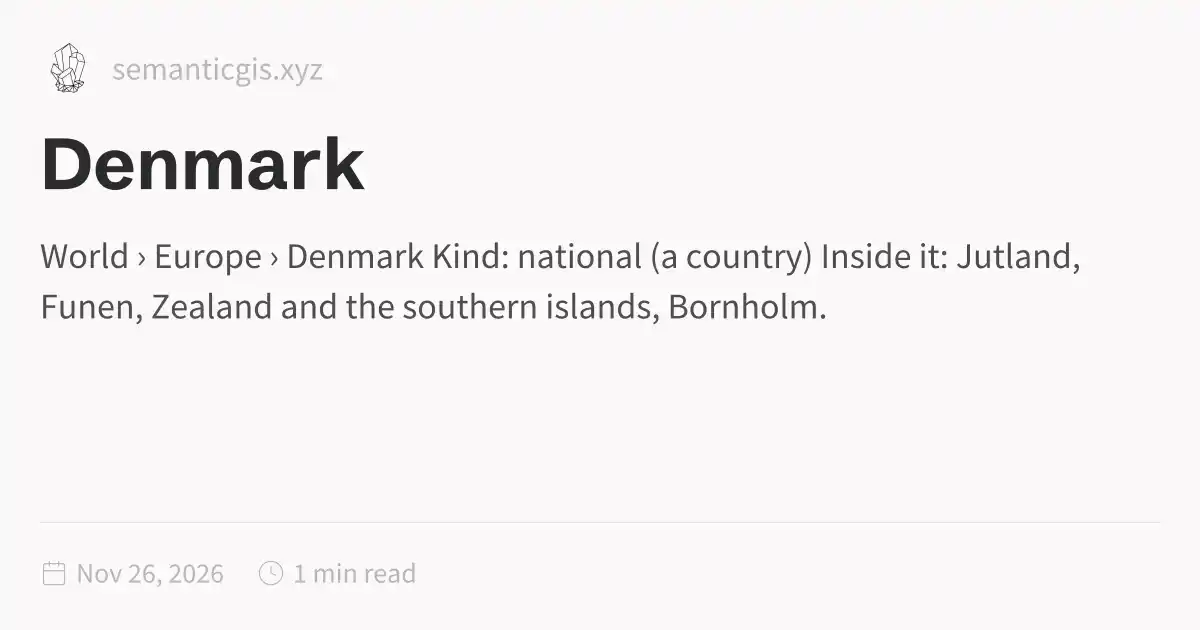 semanticgis.xyz
Denmark
World › Europe › Denmark Kind: national (a country) Inside it: Jutland,
Funen, Zealand and the southern islands, Bornholm.
Nov 26, 2026
1 min read